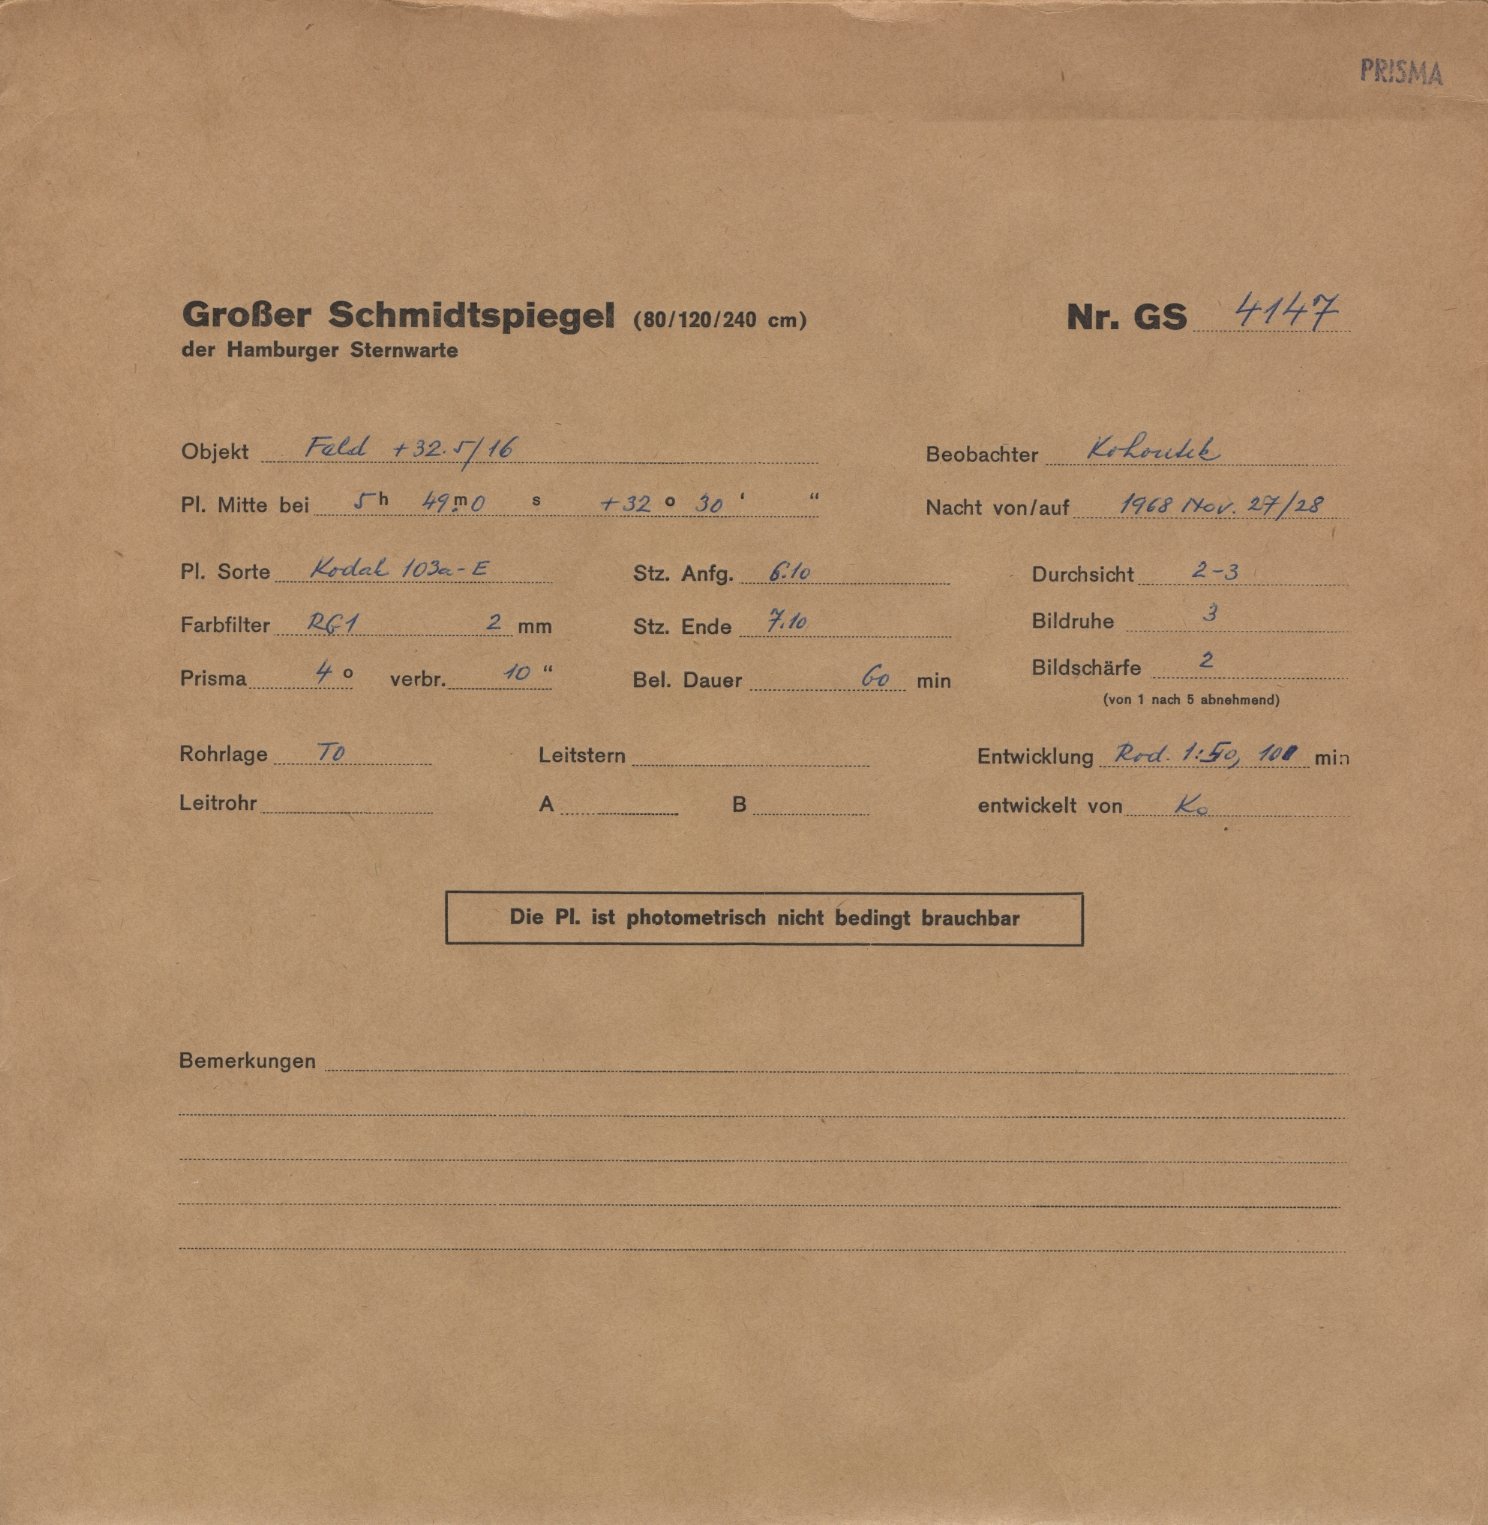 PRISMA
Großer Schmidtspiegel (80/120/240 cm) Nr. GS 4147
der Hamburger Sternwarte
Objekt Feld +32.5/16 Beobachter Kohoutek
Pl. Mitte bei 5 h 49 m. 0 s +32 o 30 ' “ Nacht von/auf 1968 Nov. 27/28
Pl. Sorte Kodak 103a-E Stz. Anfg. 6.10 Durchsicht 2-3
Farbfilter RG1 2 mm Stz. Ende 7.10 Bildruhe 3
Prisma 4 o verbr. 10 “ Bel. Dauer 60 min Bildschärfe 2
(von 1 nach 5 abnehmend)
Rohrlage TO Leitstern Entwicklung Rod. 1:50, min
Leitrohr A B entwickelt von Ko
Die Pl. ist photometrisch nicht bedingt brauchbar
Bemerkungen